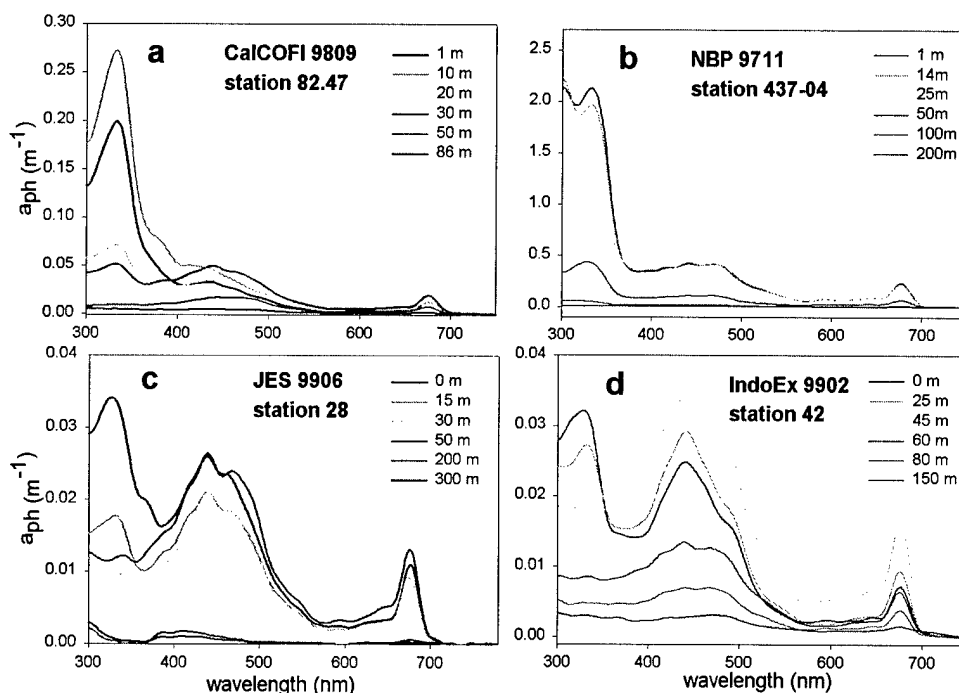 a
CalCOFI 9809
station 82.47
1 m
10 m
20 m
30 m
50 m
86 m
0.30
0.25
0.20
0.15
0.10
0.05
0.00
aph (m-1)
300 400 500 600 700
b
NBP 9711
station 437-04
1 m
14m
25m
50m
100m
200m
2.5
2.0
1.5
1.0
0.5
0.0
300 400 500 600 700
c
JES 9906
station 28
0 m
15 m
30 m
50 m
200 m
300 m
0.04
0.03
0.02
0.01
0.00
aph (m-1)
300 400 500 600 700
wavelength (nm)
d
IndoEx 9902
station 42
0 m
25 m
45 m
60 m
80 m
150 m
0.04
0.03
0.02
0.01
0.00
300 400 500 600 700
wavelength (nm)